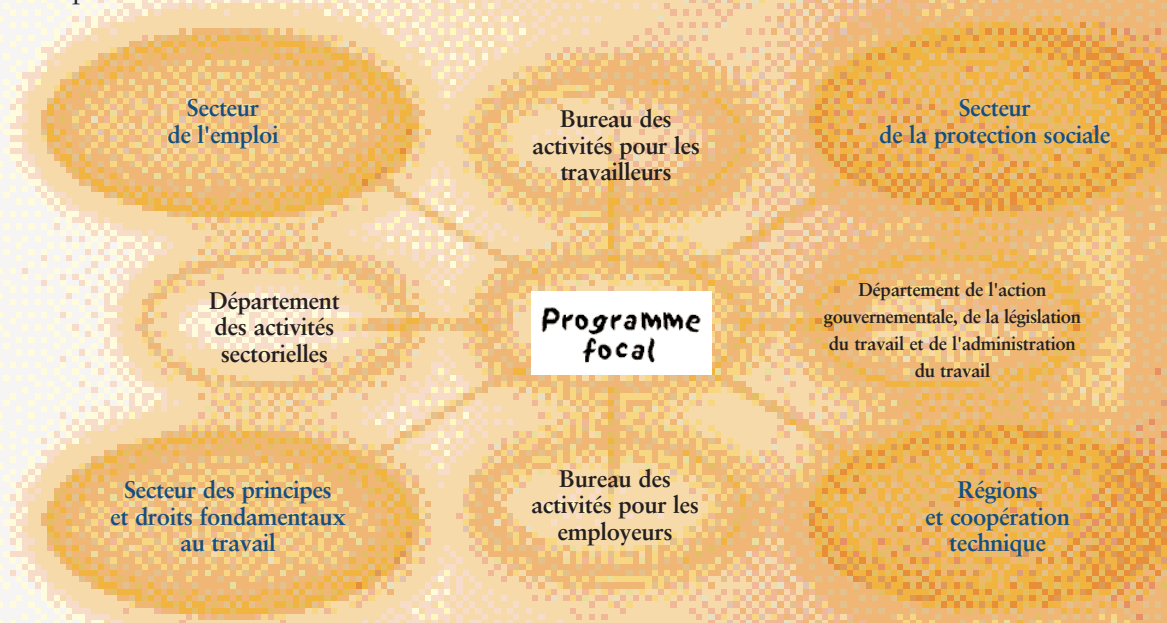 Secteur
de l'emploi
Bureau des
activités pour les
travailleurs
Secteur
de la protection sociale
Département
des activités
sectorielles
Programme
focal
Département de l'action
gouvernementale, de la législation
du travail et de l'administration
du travail
Secteur des principes
et droits fondamentaux
au travail
Bureau des
activités pour les
employeurs
Régions
et coopération
technique